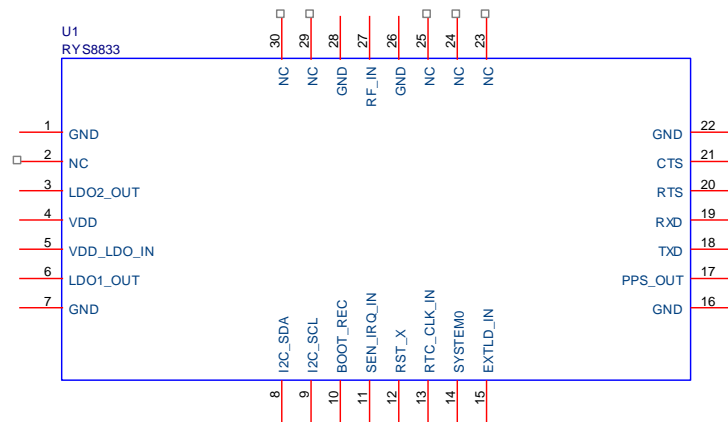 U1
RYS8833
30
29
28
27
26
25
24
23
NC
NC
GND
RF_IN
GND
NC
NC
NC
1 GND
2 NC
3 LDO2_OUT
4 VDD
5 VDD_LDO_IN
6 LDO1_OUT
7 GND
GND 22
CTS 21
RTS 20
RXD 19
TXD 18
PPS_OUT 17
GND 16
I2C_SDA
I2C_SCL
BOOT_REC
SEN_IRQ_IN
RST_X
RTC_CLK_IN
SYSTEM0
EXTLD_IN
8
9
10
11
12
13
14
15